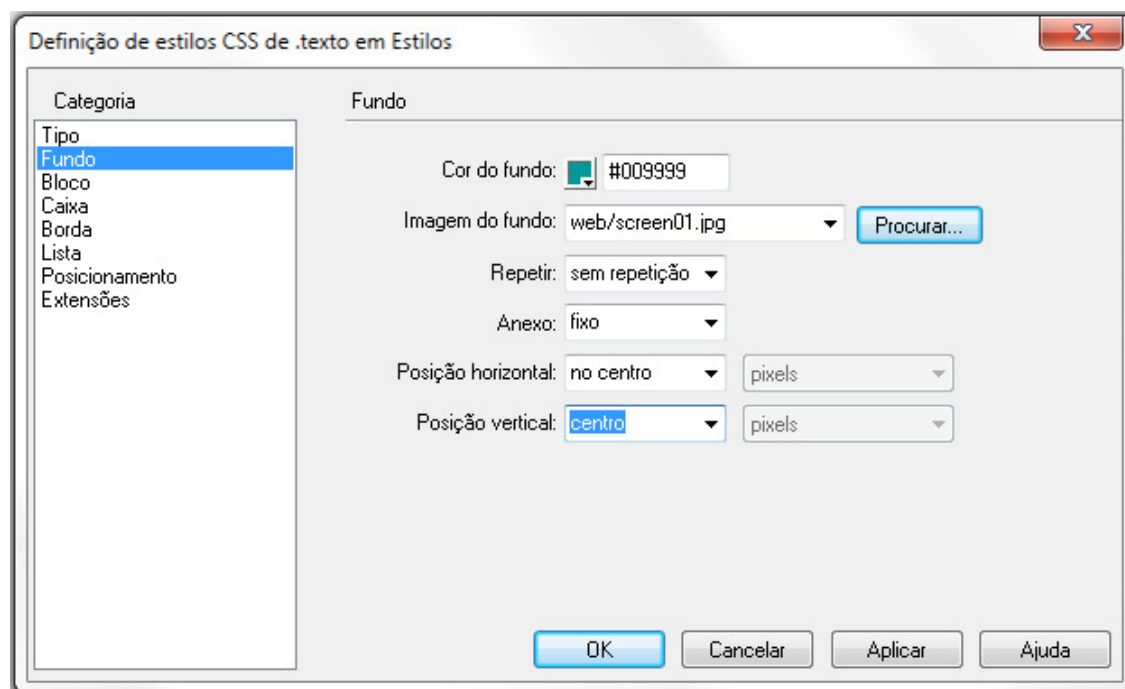 Definição de estilos CSS de .texto em Estilos
Categoria
Tipo
Fundo
Bloco
Caixa
Borda
Lista
Posicionamento
Extensões
Fundo
Cor do fundo: #009999
Imagem do fundo: web/screen01.jpg Procurar...
Repetir: sem repetição
Anexo: fixo
Posição horizontal: no centro pixels
Posição vertical: centro pixels
OK Cancelar Aplicar Ajuda